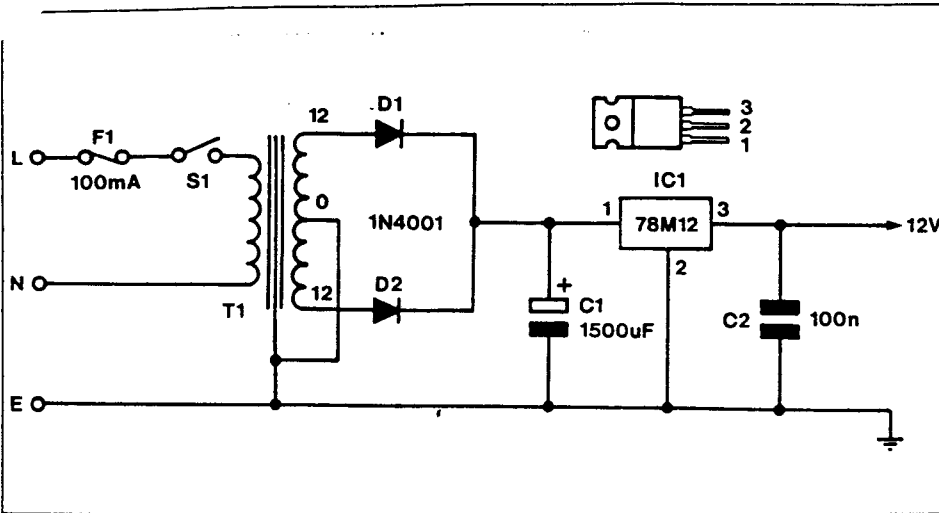 12
D1
3
2
1
F1
L
100mA
S1
IC1
0
1N4001
1
78M12
3
12V
N
12
D2
2
T1
+
C1
1500uF
C2
100n
E